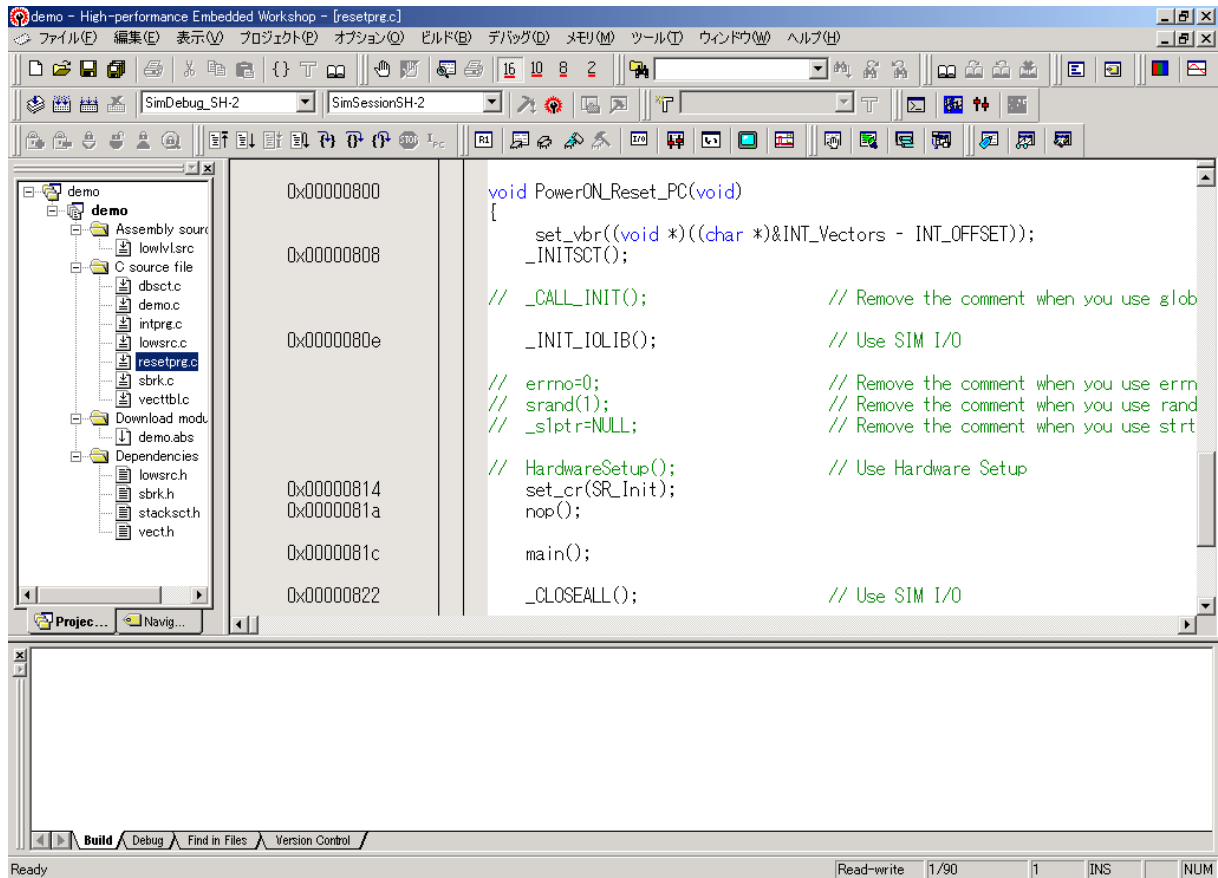 demo - High-performance Embedded Workshop - [resetprg.c]
ファイル(F) 編集(E) 表示(V) プロジェクト(P) オプション(O) ビルド(B) デバッグ(D) メモリ(M) ツール(T) ウィンドウ(W) ヘルプ(H)
16 10 8 2
SimDebug_SH-2 SimSessionSH-2
demo
demo
Assembly sourc
lowlvl.src
C source file
dbsct.c
demo.c
intprg.c
lowsrc.c
resetprg.c
sbrk.c
vecttbl.c
Download modu
demo.abs
Dependencies
lowsrc.h
sbrk.h
stacksct.h
vect.h
Projec... Navig...
0x00000800 void PowerON_Reset_PC(void)
{
set_vbr((void *)((char *)&INT_Vectors - INT_OFFSET));
0x00000808 _INITSCT();
// _CALL_INIT(); // Remove the comment when you use glob
0x0000080e _INIT_IOLIB(); // Use SIM I/O
// errno=0; // Remove the comment when you use errn
// srand(1); // Remove the comment when you use rand
// _s1ptr=NULL; // Remove the comment when you use strt
// HardwareSetup(); // Use Hardware Setup
0x00000814 set_cr(SR_Init);
0x0000081a nop();
0x0000081c main();
0x00000822 _CLOSEALL(); // Use SIM I/O
Build Debug Find in Files Version Control
Ready Read-write 1/90 1 INS NUM